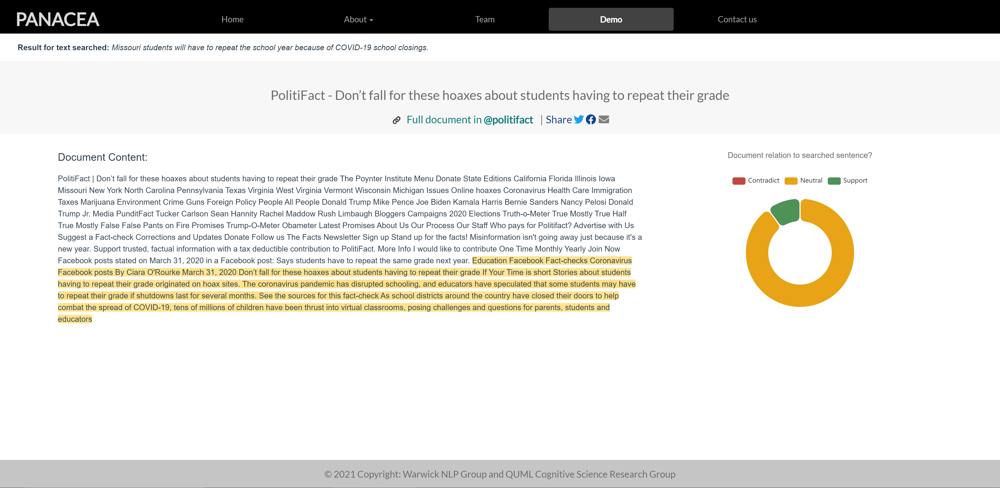 PANACEA
Home
About
Team
Demo
Contact us
Result for text searched: Missouri students will have to repeat the school year because of COVID-19 school closings.
PolitiFact - Don’t fall for these hoaxes about students having to repeat their grade
Full document in @politifact | Share
Document Content:
PolitiFact | Don’t fall for these hoaxes about students having to repeat their grade The Poynter Institute Menu Donate State Editions California Florida Illinois Iowa
Missouri New York North Carolina Pennsylvania Texas Virginia West Virginia Vermont Wisconsin Michigan Issues Online hoaxes Coronavirus Health Care Immigration
Taxes Marijuana Environment Crime Guns Foreign Policy People All People Donald Trump Mike Pence Joe Biden Kamala Harris Bernie Sanders Nancy Pelosi Donald
Trump Jr. Media PunditFact Tucker Carlson Sean Hannity Rachel Maddow Rush Limbaugh Bloggers Campaigns 2020 Elections Truth-o-Meter True Mostly True Half
True Mostly False False Pants on Fire Promises Trump-O-Meter Obameter Latest Promises About Us Our Process Our Staff Who pays for Politifact? Advertise with Us
Suggest a Fact-check Corrections and Updates Donate Follow us The Facts Newsletter Sign up Stand up for the facts! Misinformation isn't going away just because it's a
new year. Support trusted, factual information with a tax deductible contribution to PolitiFact. More Info I would like to contribute One Time Monthly Yearly Join Now
Facebook posts stated on March 31, 2020 in a Facebook post: Says students have to repeat the same grade next year. Education Facebook Fact-checks Coronavirus
Facebook posts By Ciara O'Rourke March 31, 2020 Don’t fall for these hoaxes about students having to repeat their grade If Your Time is short Stories about students
having to repeat their grade originated on hoax sites. The coronavirus pandemic has disrupted schooling, and educators have speculated that some students may have
to repeat their grade if shutdowns last for several months. See the sources for this fact-check As school districts around the country have closed their doors to help
combat the spread of COVID-19, tens of millions of children have been thrust into virtual classrooms, posing challenges and questions for parents, students and
educators
Document relation to searched sentence?
Contradict
Neutral
Support
© 2021 Copyright: Warwick NLP Group and QUML Cognitive Science Research Group